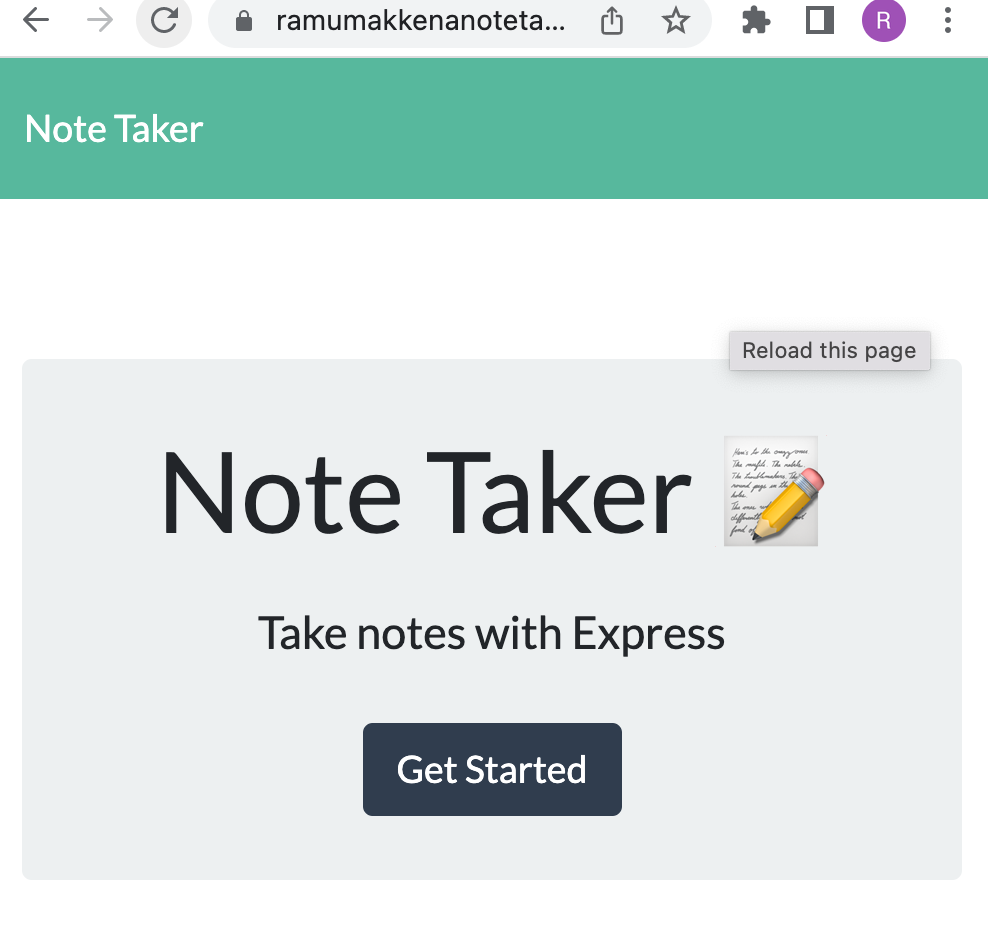 ramumakkenanoteta...
R
Note Taker
Reload this page
Note Taker
Take notes with Express
Get Started